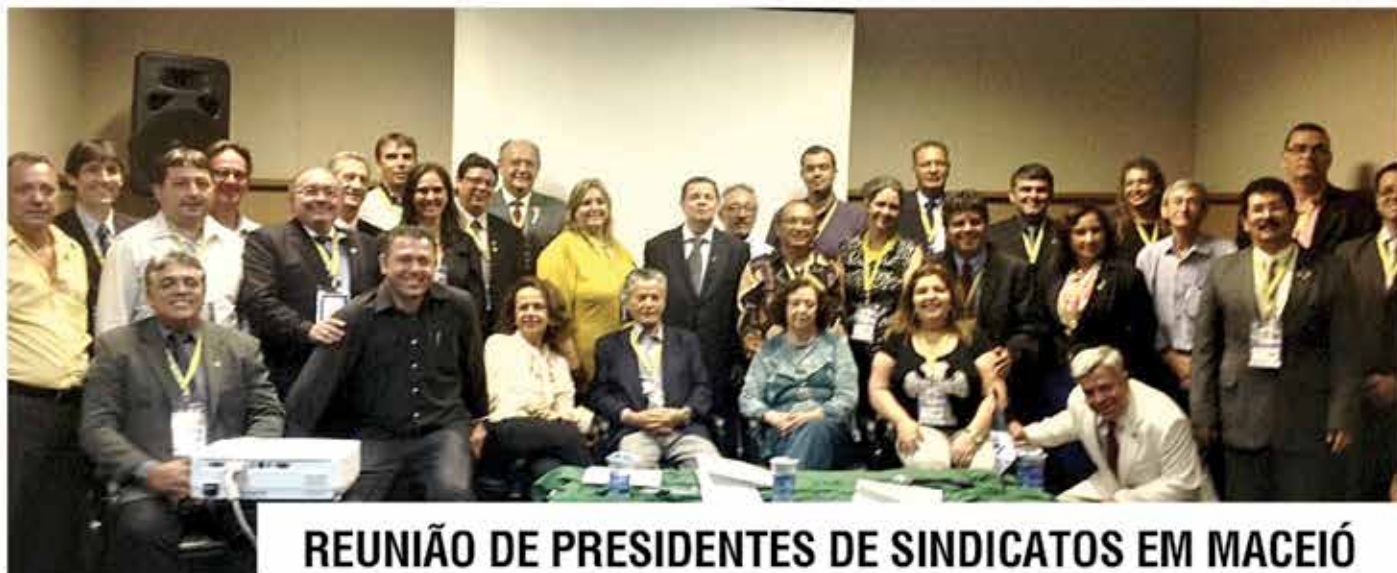 REUNIÃO DE PRESIDENTES DE SINDICATOS EM MACEIÓ